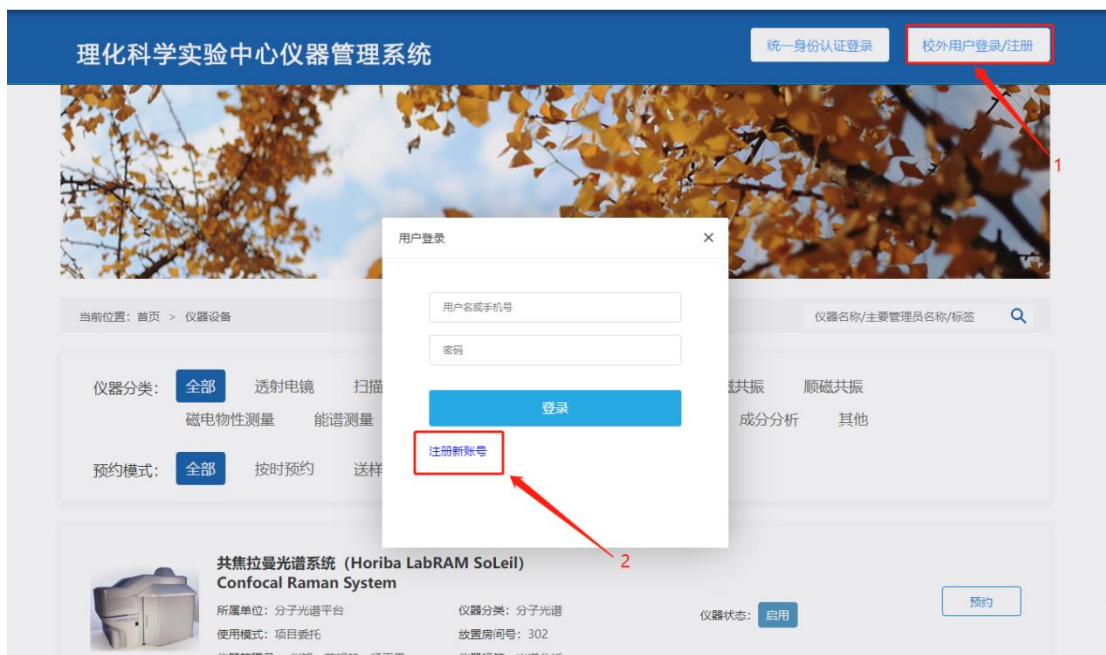 理化科学实验中心仪器管理系统
统一身份认证登录
校外用户登录/注册
1
用户登录
×
用户名或手机号
当前位置：首页 > 仪器设备
仪器名称/主要管理员名称/标签
密码
仪器分类：
全部
透射电镜
扫描
共振
顺磁共振
登录
磁电物性测量
能谱测量
成分分析
其他
注册新账号
预约模式：
全部
按时预约
送样
2
共焦拉曼光谱系统（Horiba LabRAM SoLeil）
Confocal Raman System
所属单位：分子光谱平台
仪器分类：分子光谱
仪器状态：
启用
预约
使用模式：项目委托
放置房间号：302